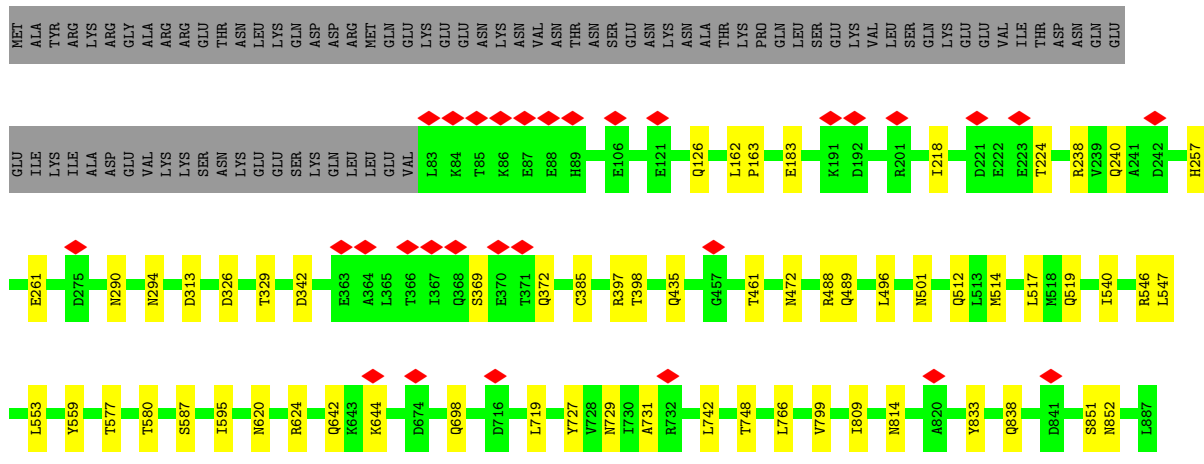 MET ALA TYR ARG LYS ARG GLY ALA ARG ARG GLU THR ASN LEU LYS GLN ASP ASP ARG MET GLN GLU LYS GLU GLU ASN LYS ASN VAL ASN THR ASN SER GLU ASN LYS ASN ALA THR LYS PRO GLN LEU SER GLU LYS VAL LEU SER GLN LYS GLU GLU VAL ILE THR ASP ASN GLN GLU
GLU ILE LYS ILE ALA ASP GLU VAL LYS LYS SER ASN LYS GLU GLU SER LYS GLN LEU LEU GLU VAL L83 K84 T85 K86 E87 E88 H89 E106 E121 Q126 L162 P163 E183 K191 D192 R201 I218 D221 E222 E223 T224 R238 V239 Q240 A241 D242 H257
E261 D275 N290 N294 D313 D326 T329 D342 E363 A364 L365 T366 I367 Q368 S369 E370 T371 Q372 C385 R397 T398 Q435 G457 T461 N472 R488 Q489 L496 N501 Q512 L513 M514 L517 M518 Q519 I540 R546 L547
L553 Y559 T577 T580 S587 I595 N620 R624 Q642 K643 K644 D674 Q698 D716 L719 Y727 V728 N729 I730 A731 R732 L742 T748 L766 V799 I809 N814 A820 Y833 Q838 D841 S851 N852 L887